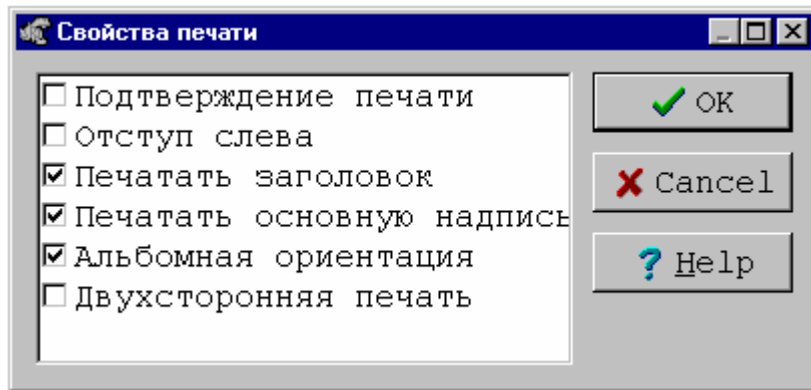 Свойства печати
Подтверждение печати
Отступ слева
Печатать заголовок
Печатать основную надпись
Альбомная ориентация
Двухсторонняя печать
OK
Cancel
Help